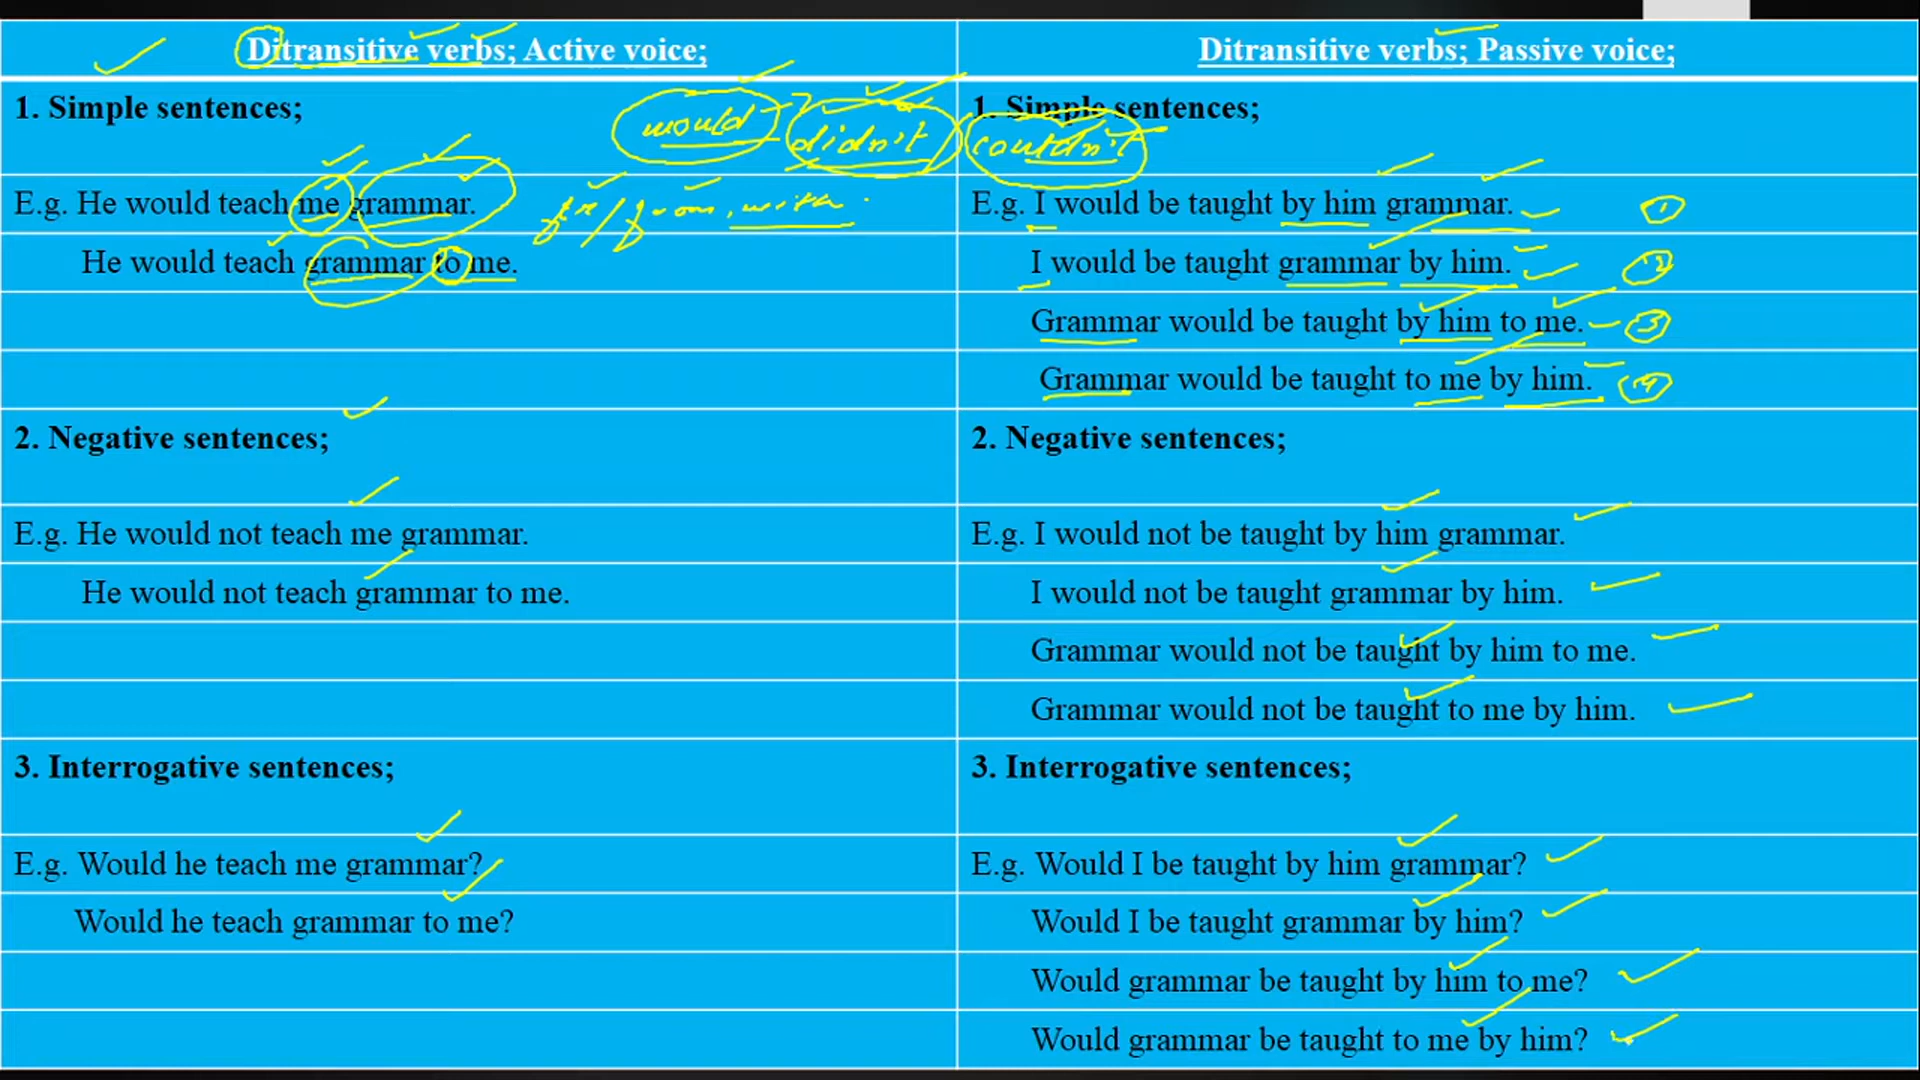 Ditransitive verbs; Active voice;
Ditransitive verbs; Passive voice;
1. Simple sentences;
would didn't couldn't
1. Simple sentences;
E.g. He would teach me grammar.
for/from, with.
E.g. I would be taught by him grammar.
1
He would teach grammar to me.
I would be taught grammar by him.
2
Grammar would be taught by him to me.
3
Grammar would be taught to me by him.
4
2. Negative sentences;
2. Negative sentences;
E.g. He would not teach me grammar.
E.g. I would not be taught by him grammar.
He would not teach grammar to me.
I would not be taught grammar by him.
Grammar would not be taught by him to me.
Grammar would not be taught to me by him.
3. Interrogative sentences;
3. Interrogative sentences;
E.g. Would he teach me grammar?
E.g. Would I be taught by him grammar?
Would he teach grammar to me?
Would I be taught grammar by him?
Would grammar be taught by him to me?
Would grammar be taught to me by him?